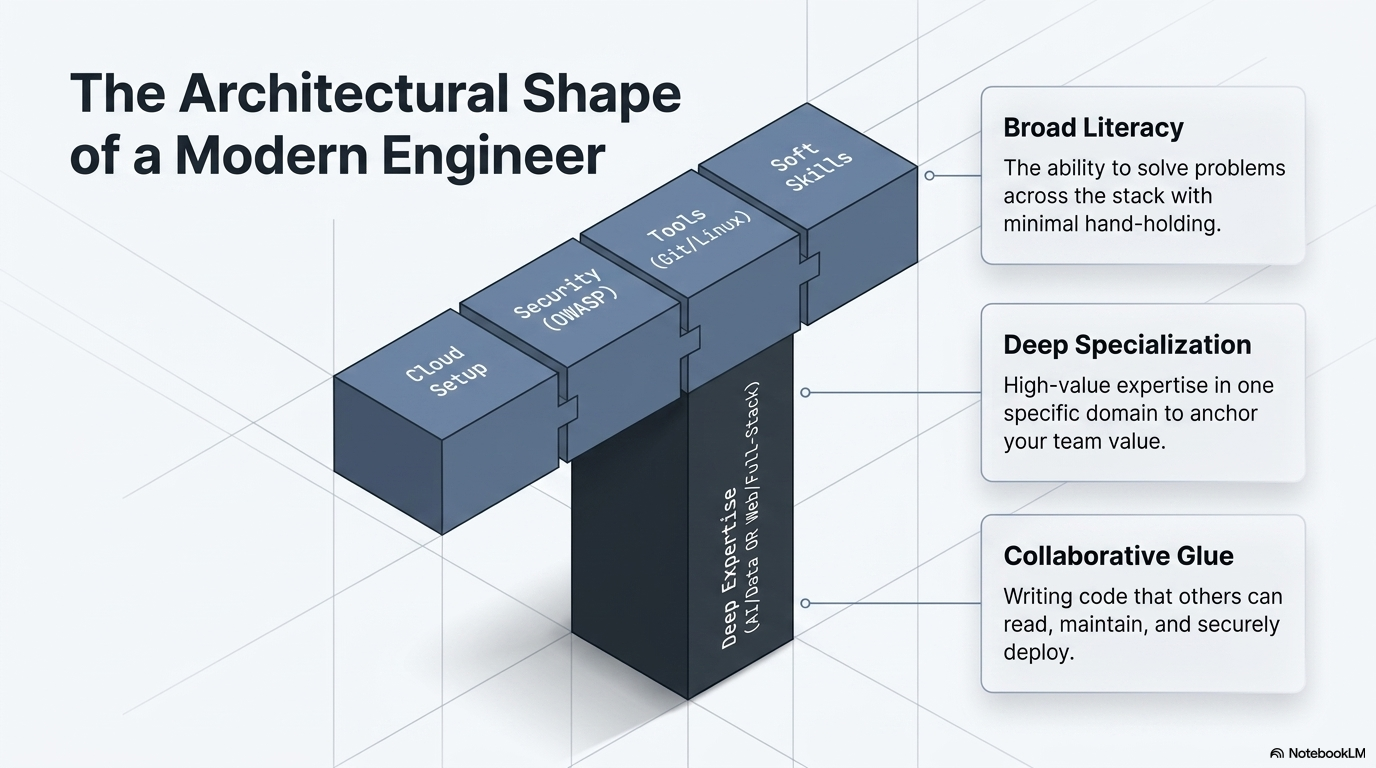 The Architectural Shape
of a Modern Engineer
Cloud
Setup
Security
(OWASP)
Tools
(Git/Linux)
Soft
Skills
Deep Expertise
(AI/Data OR Web/Full-Stack)
Broad Literacy
The ability to solve problems
across the stack with
minimal hand-holding.
Deep Specialization
High-value expertise in one
specific domain to anchor
your team value.
Collaborative Glue
Writing code that others can
read, maintain, and securely
deploy.
NotebookLM